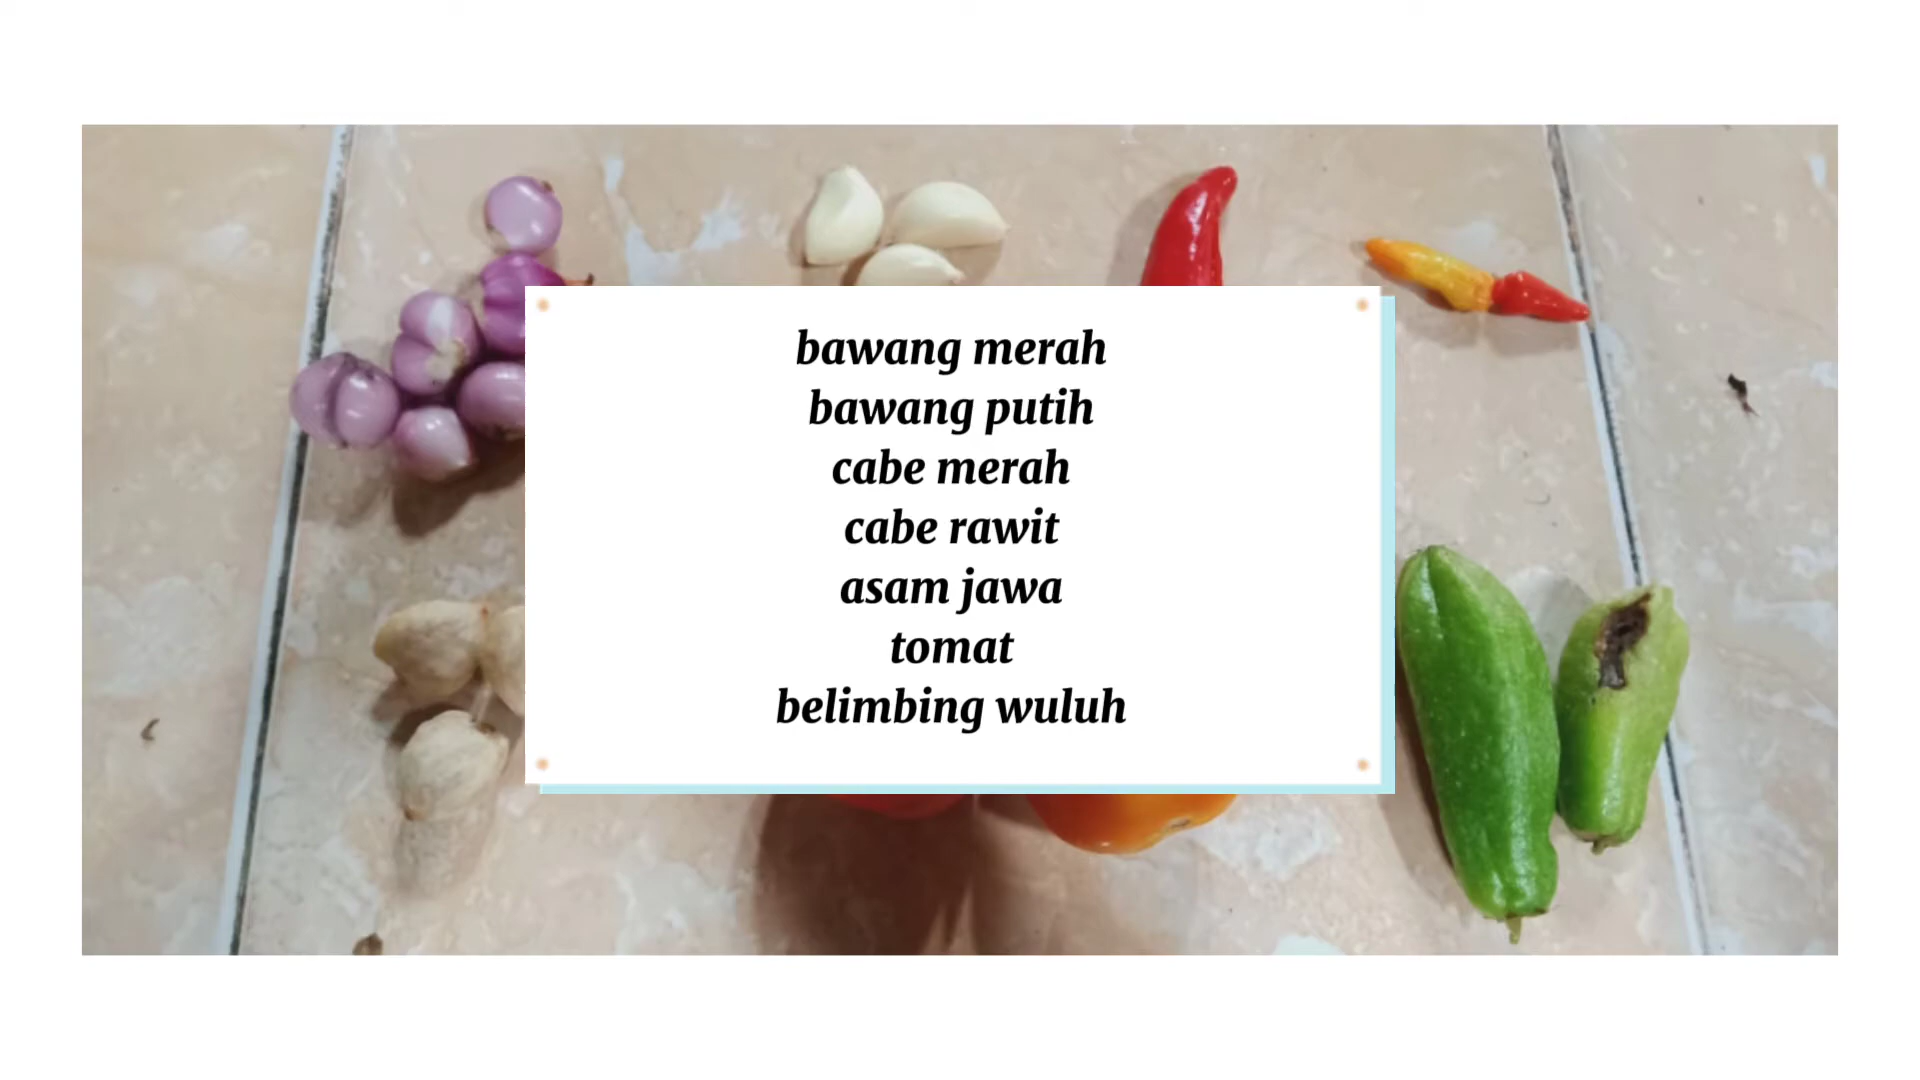 bawang merah
bawang putih
cabe merah
cabe rawit
asam jawa
tomat
belimbing wuluh